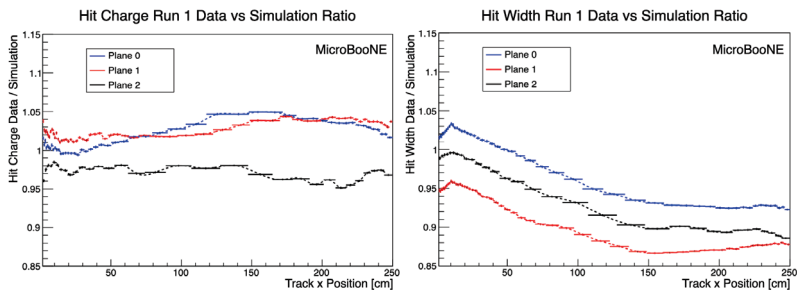 Hit Charge Run 1 Data vs Simulation Ratio
Hit Charge Data / Simulation
1.15
1.1
1.05
1
0.95
0.9
0.85
MicroBooNE
Plane 0
Plane 1
Plane 2
50
100
150
200
250
Track x Position [cm]
Hit Width Run 1 Data vs Simulation Ratio
Hit Width Data / Simulation
1.15
1.1
1.05
1
0.95
0.9
0.85
MicroBooNE
Plane 0
Plane 1
Plane 2
50
100
150
200
250
Track x Position [cm]